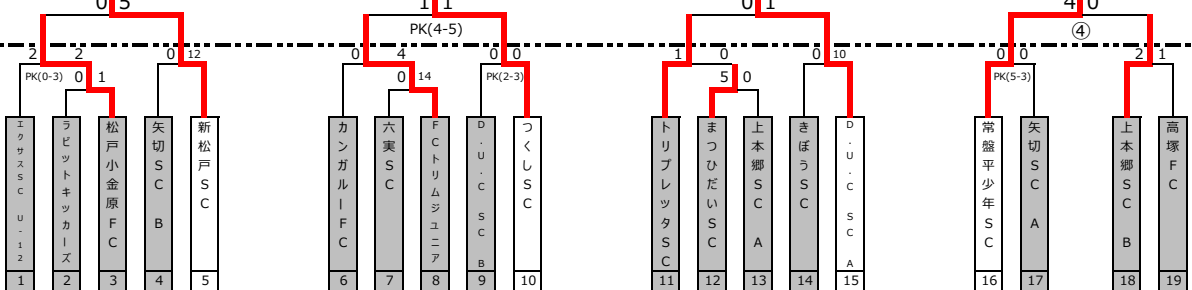 0 5 1 1 0 1 4 0
PK(4-5) ④
2 2 0 12 0 4 0 0 1 0 0 10 0 0 2 1
PK(0-3) 0 1 0 14 PK(2-3) 5 0 PK(5-3)
エクサスSC U-12
ラビットキッカーズ
松戸小金原FC
矢切SC B
新松戸SC
カンガルーFC
六実SC
FCトリムジュニア
D.U.C SC B
つくしSC
トリプレッタSC
まつひだいSC
上本郷SC A
きぼうSC
D.U.C SC A
常盤平少年SC
矢切SC A
上本郷SC B
高塚FC
1 2 3 4 5 6 7 8 9 10 11 12 13 14 15 16 17 18 19